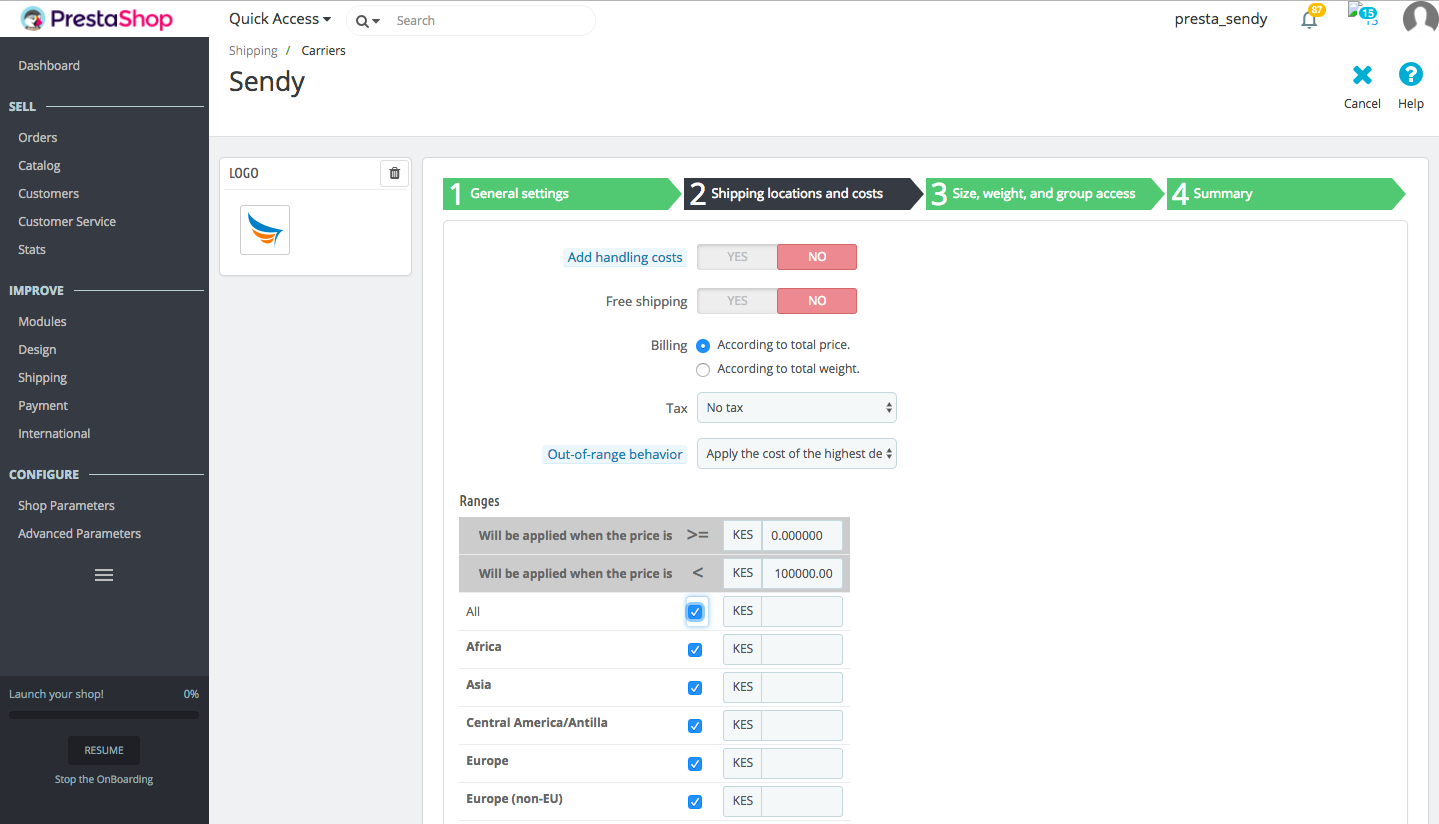 PrestaShop
Quick Access
Search
presta_sendy
87
15
Shipping / Carriers
Sendy
Cancel
Help
Dashboard
SELL
Orders
Catalog
Customers
Customer Service
Stats
IMPROVE
Modules
Design
Shipping
Payment
International
CONFIGURE
Shop Parameters
Advanced Parameters
Launch your shop! 0%
RESUME
Stop the OnBoarding
LOGO
1 General settings
2 Shipping locations and costs
3 Size, weight, and group access
4 Summary
Add handling costs YES NO
Free shipping YES NO
Billing According to total price.
According to total weight.
Tax No tax
Out-of-range behavior Apply the cost of the highest de
Ranges
Will be applied when the price is >= KES 0.000000
Will be applied when the price is < KES 100000.00
All KES
Africa KES
Asia KES
Central America/Antilla KES
Europe KES
Europe (non-EU) KES